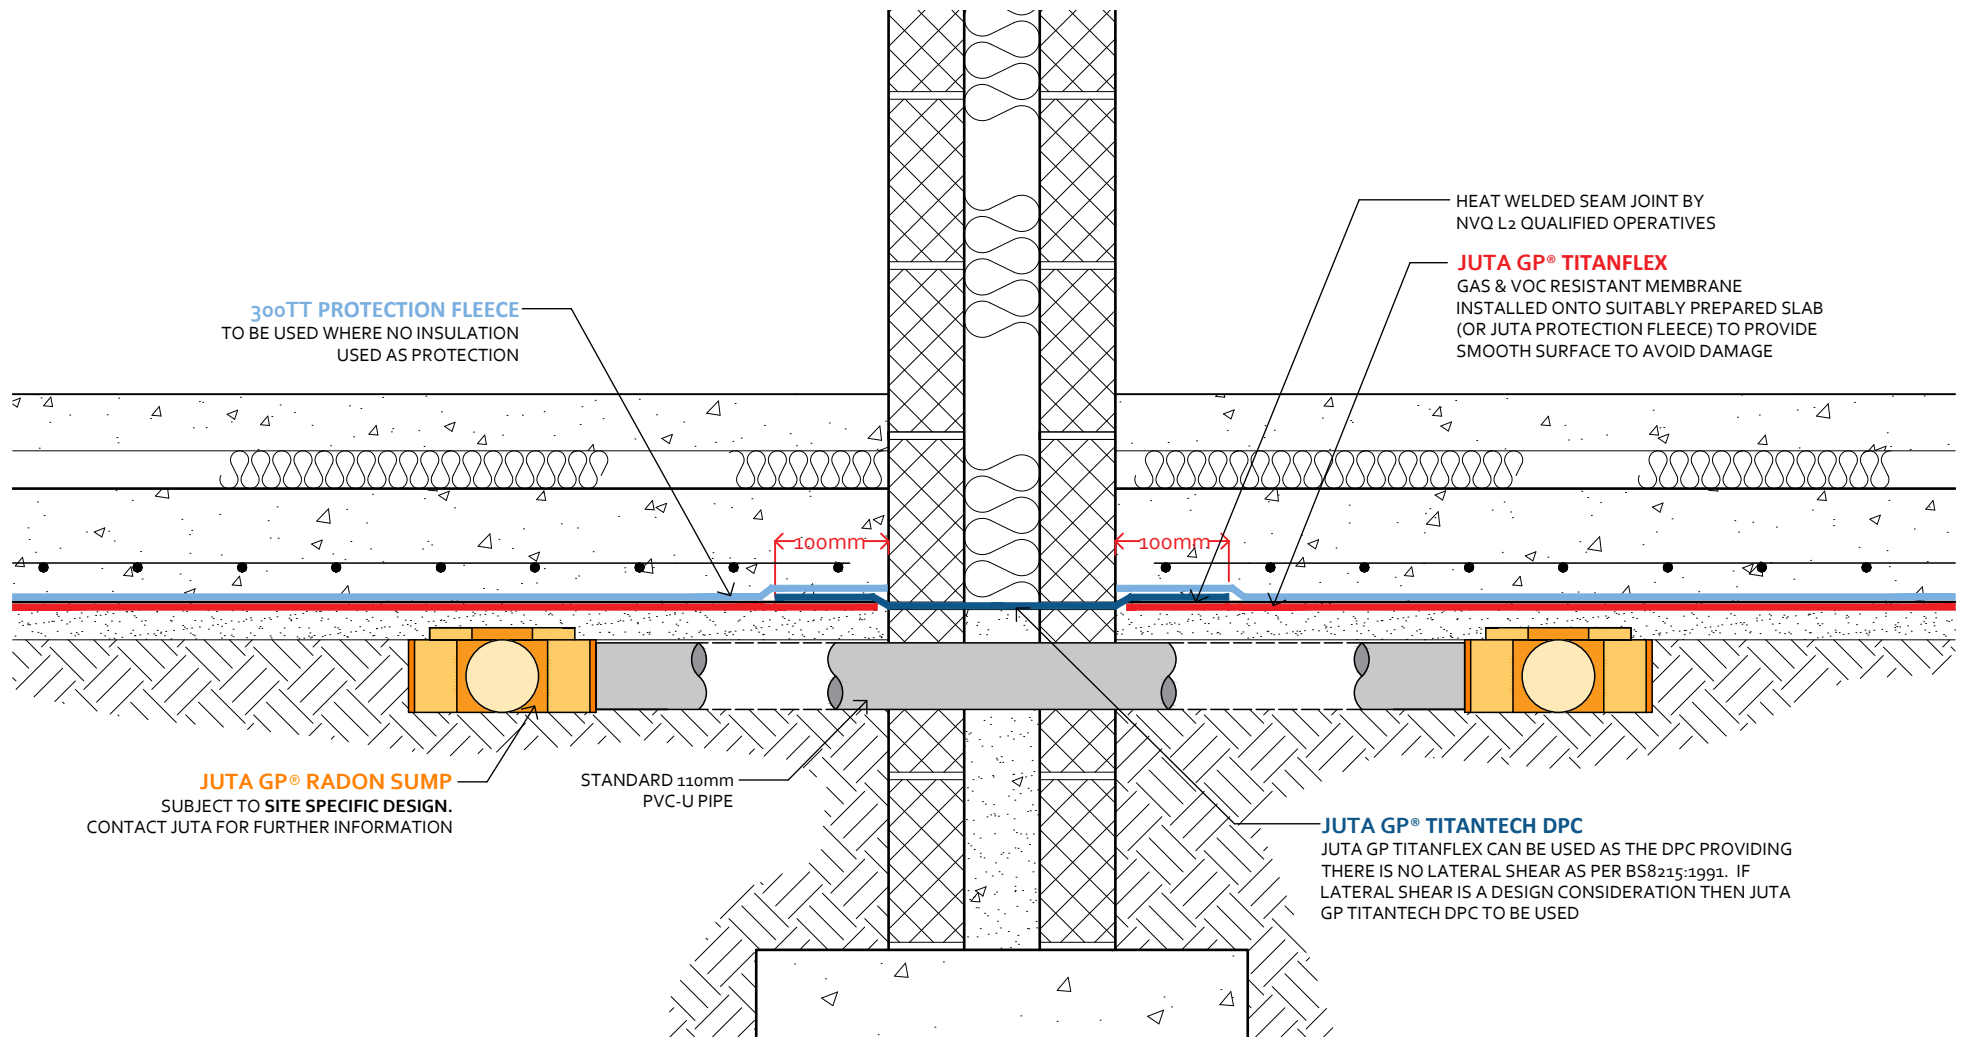 HEAT WELDED SEAM JOINT BY
NVQ L2 QUALIFIED OPERATIVES
JUTA GP® TITANFLEX
GAS & VOC RESISTANT MEMBRANE
INSTALLED ONTO SUITABLY PREPARED SLAB
(OR JUTA PROTECTION FLEECE) TO PROVIDE
SMOOTH SURFACE TO AVOID DAMAGE
300TT PROTECTION FLEECE
TO BE USED WHERE NO INSULATION
USED AS PROTECTION
100mm
100mm
JUTA GP® RADON SUMP
SUBJECT TO SITE SPECIFIC DESIGN.
CONTACT JUTA FOR FURTHER INFORMATION
STANDARD 110mm
PVC-U PIPE
JUTA GP® TITANTECH DPC
JUTA GP TITANFLEX CAN BE USED AS THE DPC PROVIDING
THERE IS NO LATERAL SHEAR AS PER BS8215:1991. IF
LATERAL SHEAR IS A DESIGN CONSIDERATION THEN JUTA
GP TITANTECH DPC TO BE USED